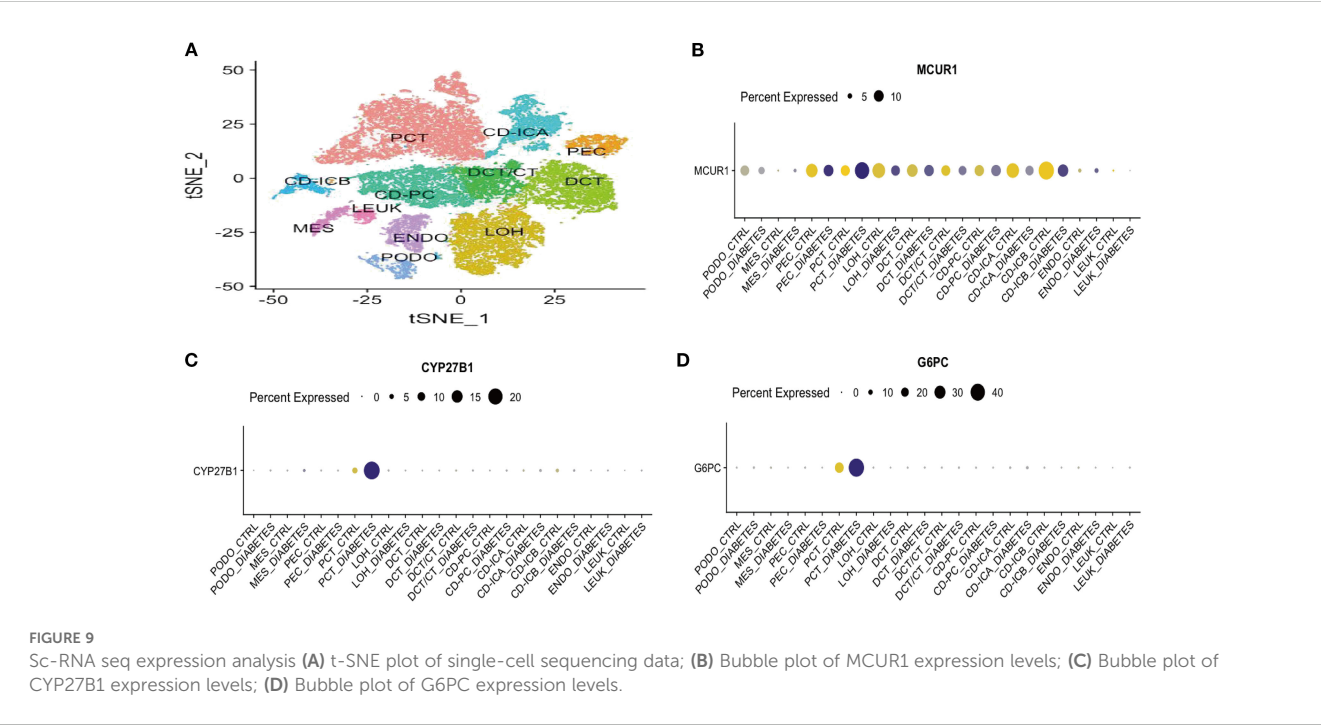 A
50
25
0
-25
-50
tSNE_2
PCT
CD-ICA
PEC
CD-ICB
DCT/CT
DCT
CD-PC
LEUK
MES
ENDO
LOH
PODO
-50
-25
0
25
tSNE_1
B
MCUR1
Percent Expressed 5 10
MCUR1
PODO_CTRL
PODO_DIABETES
MES_CTRL
MES_DIABETES
PEC_CTRL
PEC_DIABETES
PCT_CTRL
PCT_DIABETES
LOH_CTRL
LOH_DIABETES
DCT_CTRL
DCT_DIABETES
DCT/CT_CTRL
DCT/CT_DIABETES
CD-PC_CTRL
CD-PC_DIABETES
CD-ICA_CTRL
CD-ICA_DIABETES
CD-ICB_CTRL
CD-ICB_DIABETES
ENDO_CTRL
ENDO_DIABETES
LEUK_CTRL
LEUK_DIABETES
C
CYP27B1
Percent Expressed 0 5 10 15 20
CYP27B1
PODO_CTRL
PODO_DIABETES
MES_CTRL
MES_DIABETES
PEC_CTRL
PEC_DIABETES
PCT_CTRL
PCT_DIABETES
LOH_CTRL
LOH_DIABETES
DCT_CTRL
DCT_DIABETES
DCT/CT_CTRL
DCT/CT_DIABETES
CD-PC_CTRL
CD-PC_DIABETES
CD-ICA_CTRL
CD-ICA_DIABETES
CD-ICB_CTRL
CD-ICB_DIABETES
ENDO_CTRL
ENDO_DIABETES
LEUK_CTRL
LEUK_DIABETES
D
G6PC
Percent Expressed 0 10 20 30 40
G6PC
PODO_CTRL
PODO_DIABETES
MES_CTRL
MES_DIABETES
PEC_CTRL
PEC_DIABETES
PCT_CTRL
PCT_DIABETES
LOH_CTRL
LOH_DIABETES
DCT_CTRL
DCT_DIABETES
DCT/CT_CTRL
DCT/CT_DIABETES
CD-PC_CTRL
CD-PC_DIABETES
CD-ICA_CTRL
CD-ICA_DIABETES
CD-ICB_CTRL
CD-ICB_DIABETES
ENDO_CTRL
ENDO_DIABETES
LEUK_CTRL
LEUK_DIABETES
FIGURE 9
Sc-RNA seq expression analysis (A) t-SNE plot of single-cell sequencing data; (B) Bubble plot of MCUR1 expression levels; (C) Bubble plot of
CYP27B1 expression levels; (D) Bubble plot of G6PC expression levels.